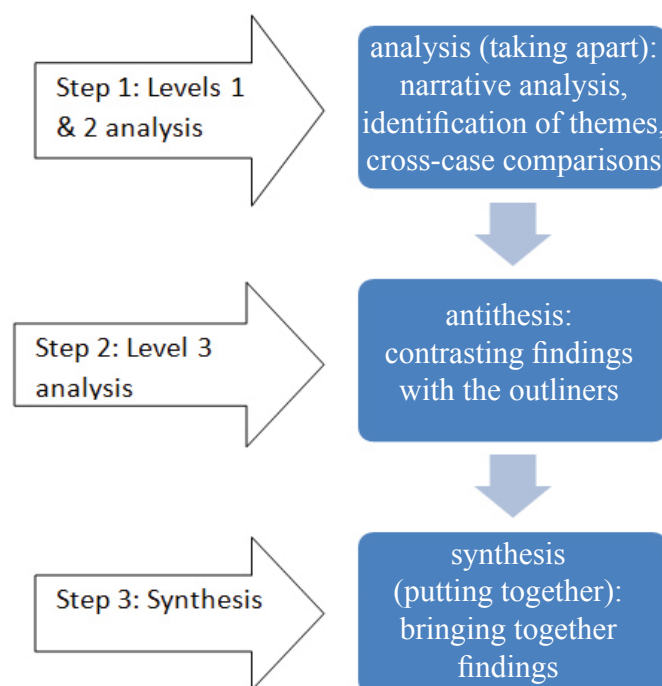 Step 1: Levels 1
& 2 analysis
analysis (taking apart):
narrative analysis,
identification of themes,
cross-case comparisons
Step 2: Level 3
analysis
antithesis:
contrasting findings
with the outliners
Step 3: Synthesis
synthesis
(putting together):
bringing together
findings